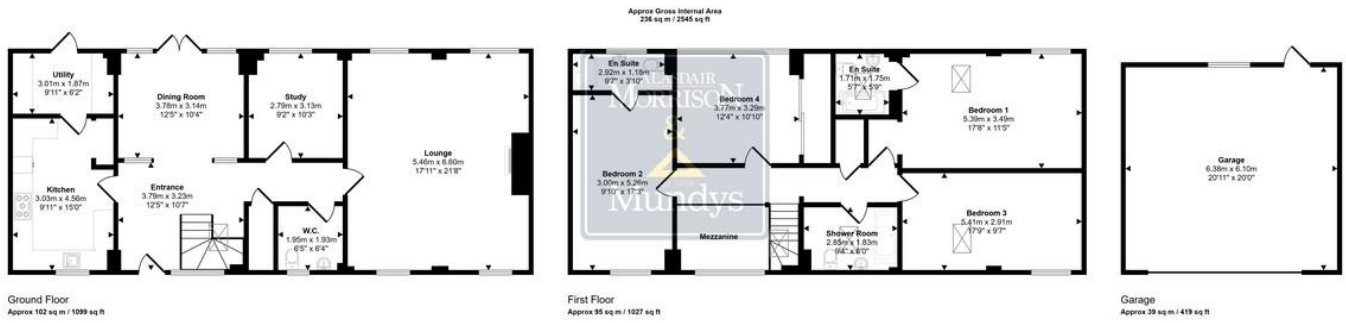 Approx Gross Internal Area
236 sq m / 2545 sq ft
Utility
3.01m x 1.87m
9'11" x 6'2"
Dining Room
3.78m x 3.14m
12'5" x 10'4"
Study
2.79m x 3.13m
9'2" x 10'3"
Lounge
5.46m x 6.60m
17'11" x 21'8"
Kitchen
3.03m x 4.56m
9'11" x 15'0"
Entrance
3.79m x 3.23m
12'5" x 10'7"
W.C.
1.95m x 1.93m
6'5" x 6'4"
Ground Floor
Approx 102 sq m / 1099 sq ft
En Suite
2.92m x 1.18m
9'7" x 3'10"
Bedroom 4
3.77m x 3.29m
12'4" x 10'10"
En Suite
1.71m x 1.75m
5'7" x 5'9"
Bedroom 1
5.39m x 3.49m
17'8" x 11'5"
Bedroom 2
3.00m x 5.26m
9'10" x 17'3"
Mezzanine
Shower Room
2.85m x 1.83m
9'4" x 6'0"
Bedroom 3
5.41m x 2.91m
17'9" x 9'7"
MORRISON
&
Mundys
First Floor
Approx 95 sq m / 1027 sq ft
Garage
6.38m x 6.10m
20'11" x 20'0"
Garage
Approx 39 sq m / 419 sq ft